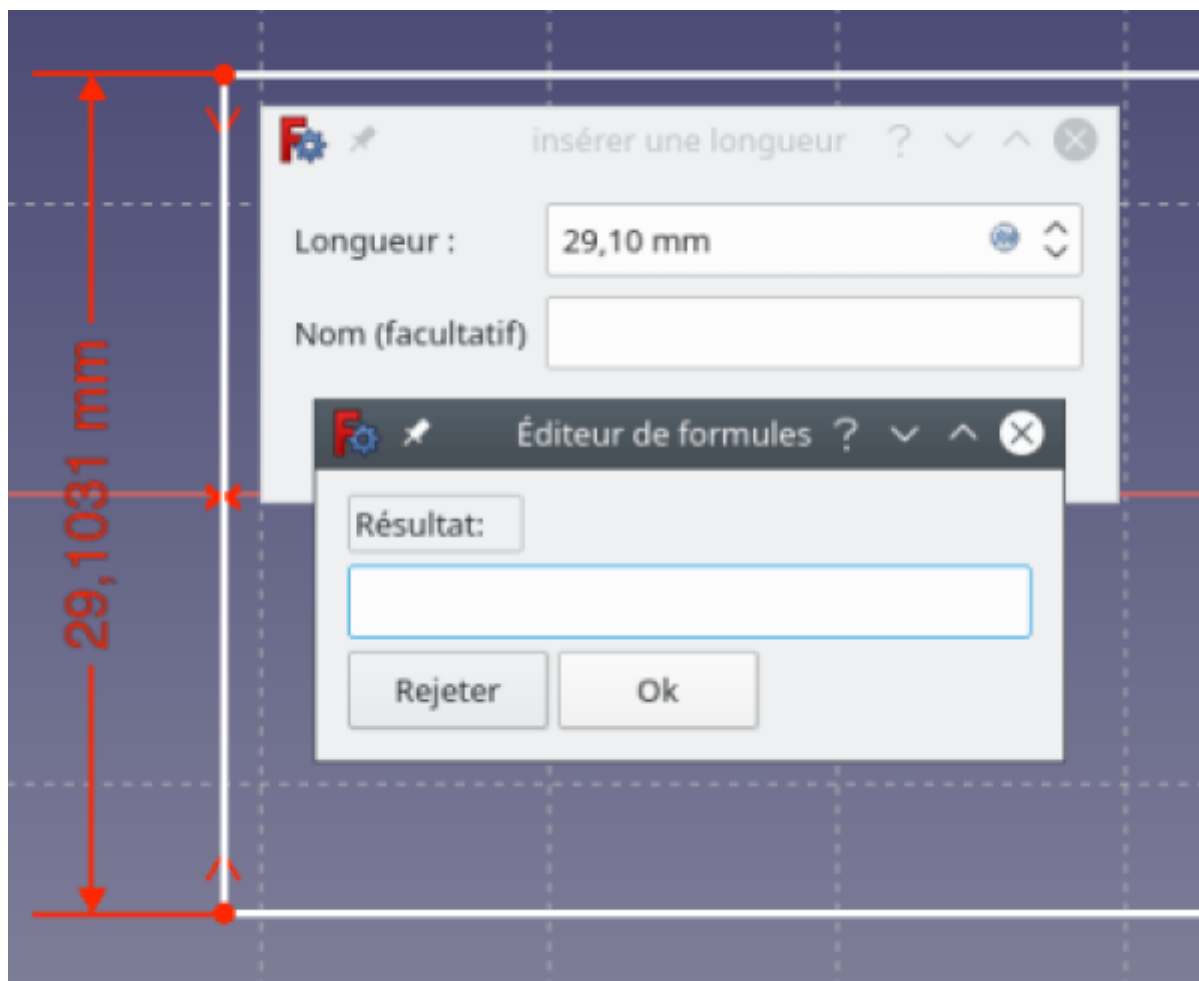 insérer une longueur
Longueur :
29,10 mm
Nom (facultatif)
29,1031 mm
Éditeur de formules
Résultat:
Rejeter
Ok